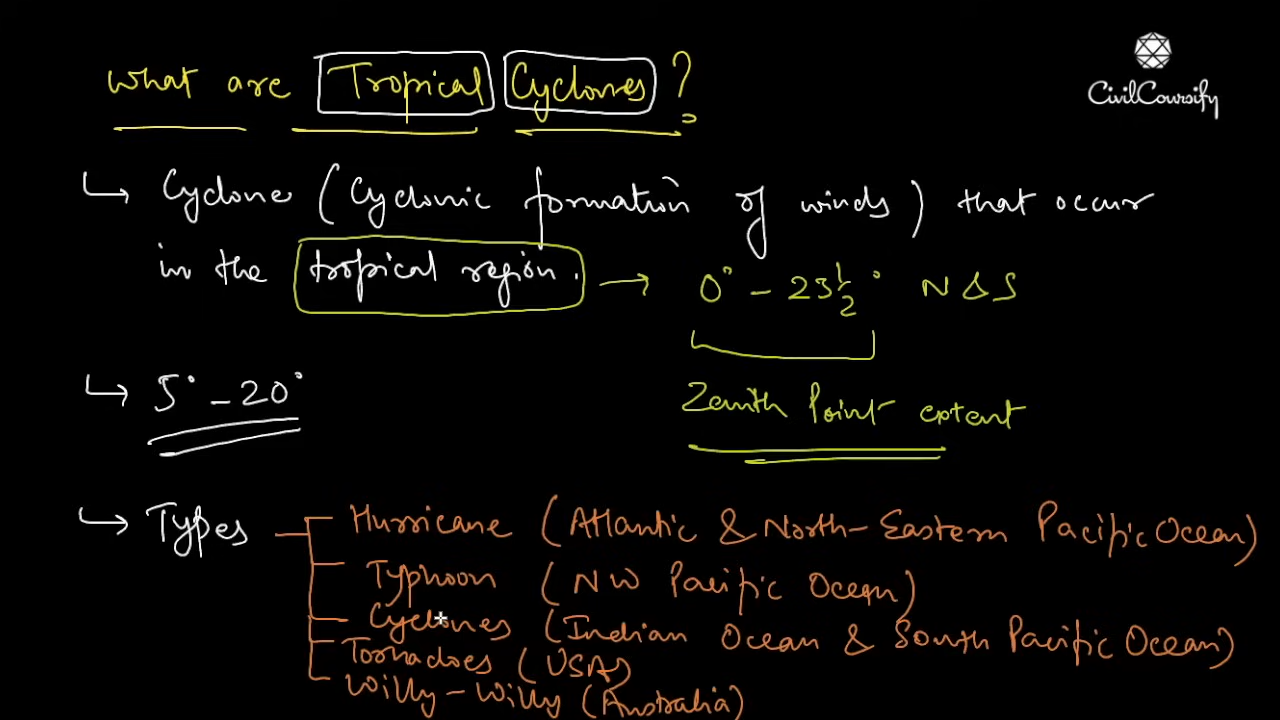 What are Tropical Cyclones?
CivilCoursify
↳ Cyclone (Cyclonic formation of winds) that occur
in the tropical region. → 0° - 23½° N & S
↳ 5° - 20°
Zenith Point extent
↳ Types
Hurricane (Atlantic & North-Eastern Pacific Ocean)
Typhoon (NW Pacific Ocean)
Cyclones (Indian Ocean & South Pacific Ocean)
Tornadoes (USA)
Willy-Willy (Australia)